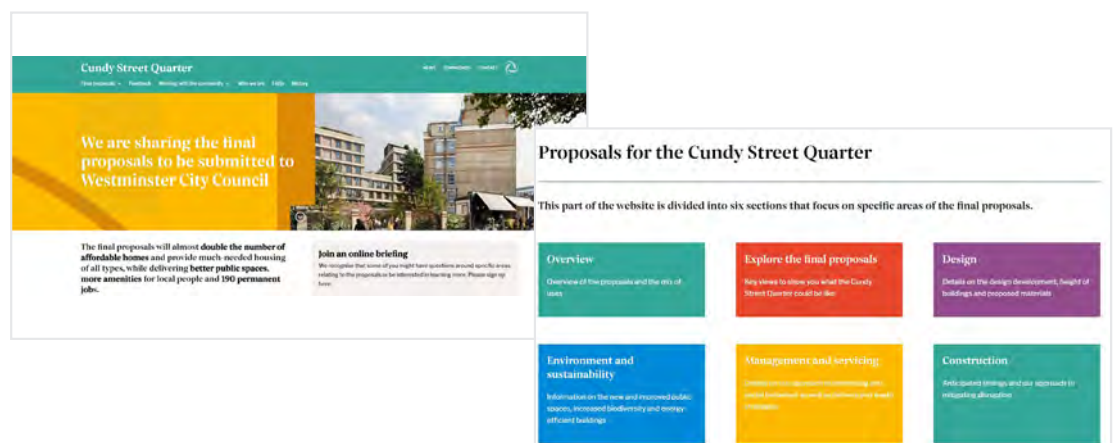 Cundy Street Quarter
NEWS DOWNLOADS CONTACT
Final proposals Feedback Working with the community Who we are FAQs History
We are sharing the final
proposals to be submitted to
Westminster City Council
The final proposals will almost double the number of
affordable homes and provide much-needed housing
of all types, while delivering better public spaces,
more amenities for local people and 190 permanent
jobs.
Join an online briefing
We recognise that some of you might have questions around specific areas
relating to the proposals or be interested in learning more. Please sign up
here.
Proposals for the Cundy Street Quarter
This part of the website is divided into six sections that focus on specific areas of the final proposals.
Overview
Overview of the proposals and the mix of
uses
Explore the final proposals
Key views to show you what the Cundy
Street Quarter could be like
Design
Details on the design development, height of
buildings and proposed materials
Environment and
sustainability
Information on the new and improved public
spaces, increased biodiversity and energy-
efficient buildings
Management and servicing
Construction
Anticipated timings and our approach to
mitigating disruption